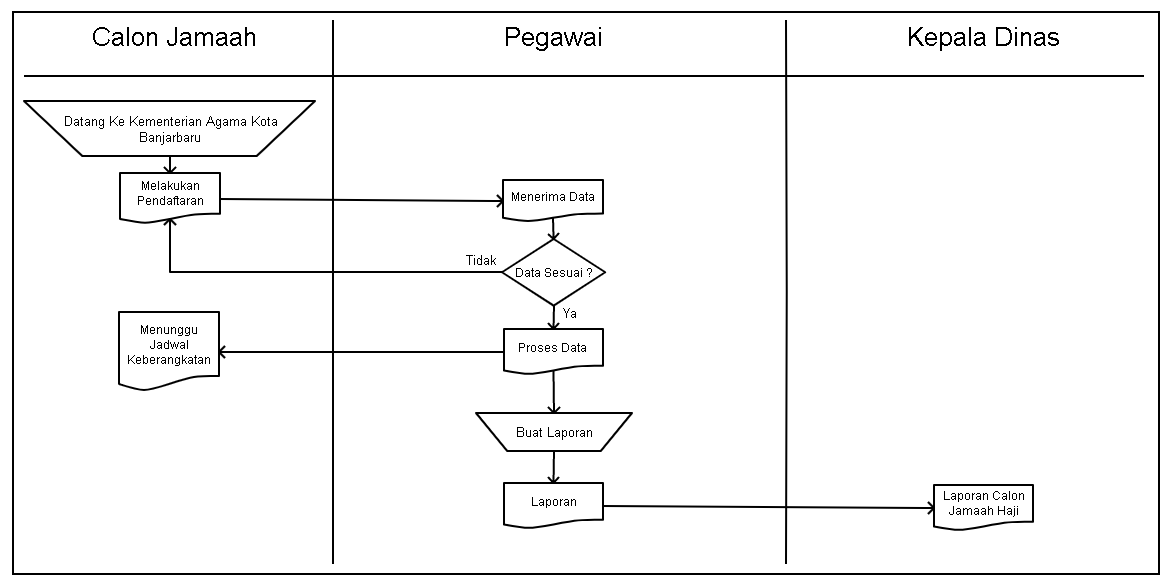 Calon Jamaah
Pegawai
Kepala Dinas
Datang Ke Kementerian Agama Kota
Banjarbaru
Melakukan
Pendaftaran
Menerima Data
Tidak
Data Sesuai ?
Ya
Menunggu
Jadwal
Keberangkatan
Proses Data
Buat Laporan
Laporan
Laporan Calon
Jamaah Haji